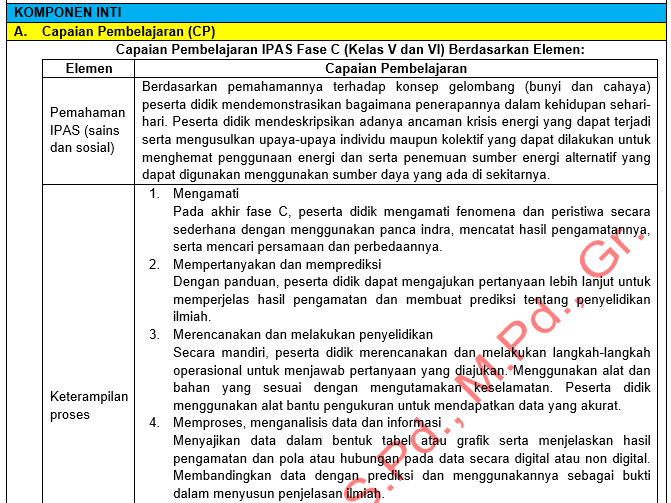 KOMPONEN INTI
A. Capaian Pembelajaran (CP)
Capaian Pembelajaran IPAS Fase C (Kelas V dan VI) Berdasarkan Elemen:
Elemen Capaian Pembelajaran
Pemahaman
IPAS (sains
dan sosial)
Berdasarkan pemahamannya terhadap konsep gelombang (bunyi dan cahaya)
peserta didik mendemonstrasikan bagaimana penerapannya dalam kehidupan sehari-
hari. Peserta didik mendeskripsikan adanya ancaman krisis energi yang dapat terjadi
serta mengusulkan upaya-upaya individu maupun kolektif yang dapat dilakukan untuk
menghemat penggunaan energi dan serta penemuan sumber energi alternatif yang
dapat digunakan menggunakan sumber daya yang ada di sekitarnya.
Keterampilan
proses
1. Mengamati
Pada akhir fase C, peserta didik mengamati fenomena dan peristiwa secara
sederhana dengan menggunakan panca indra, mencatat hasil pengamatannya,
serta mencari persamaan dan perbedaannya.
2. Mempertanyakan dan memprediksi
Dengan panduan, peserta didik dapat mengajukan pertanyaan lebih lanjut untuk
memperjelas hasil pengamatan dan membuat prediksi tentang penyelidikan
ilmiah.
3. Merencanakan dan melakukan penyelidikan
Secara mandiri, peserta didik merencanakan dan melakukan langkah-langkah
operasional untuk menjawab pertanyaan yang diajukan. Menggunakan alat dan
bahan yang sesuai dengan mengutamakan keselamatan. Peserta didik
menggunakan alat bantu pengukuran untuk mendapatkan data yang akurat.
4. Memproses, menganalisis data dan informasi
Menyajikan data dalam bentuk tabel atau grafik serta menjelaskan hasil
pengamatan dan pola atau hubungan pada data secara digital atau non digital.
Membandingkan data dengan prediksi dan menggunakannya sebagai bukti
dalam menyusun penjelasan ilmiah.
S.Pd., M.Pd., Gr.